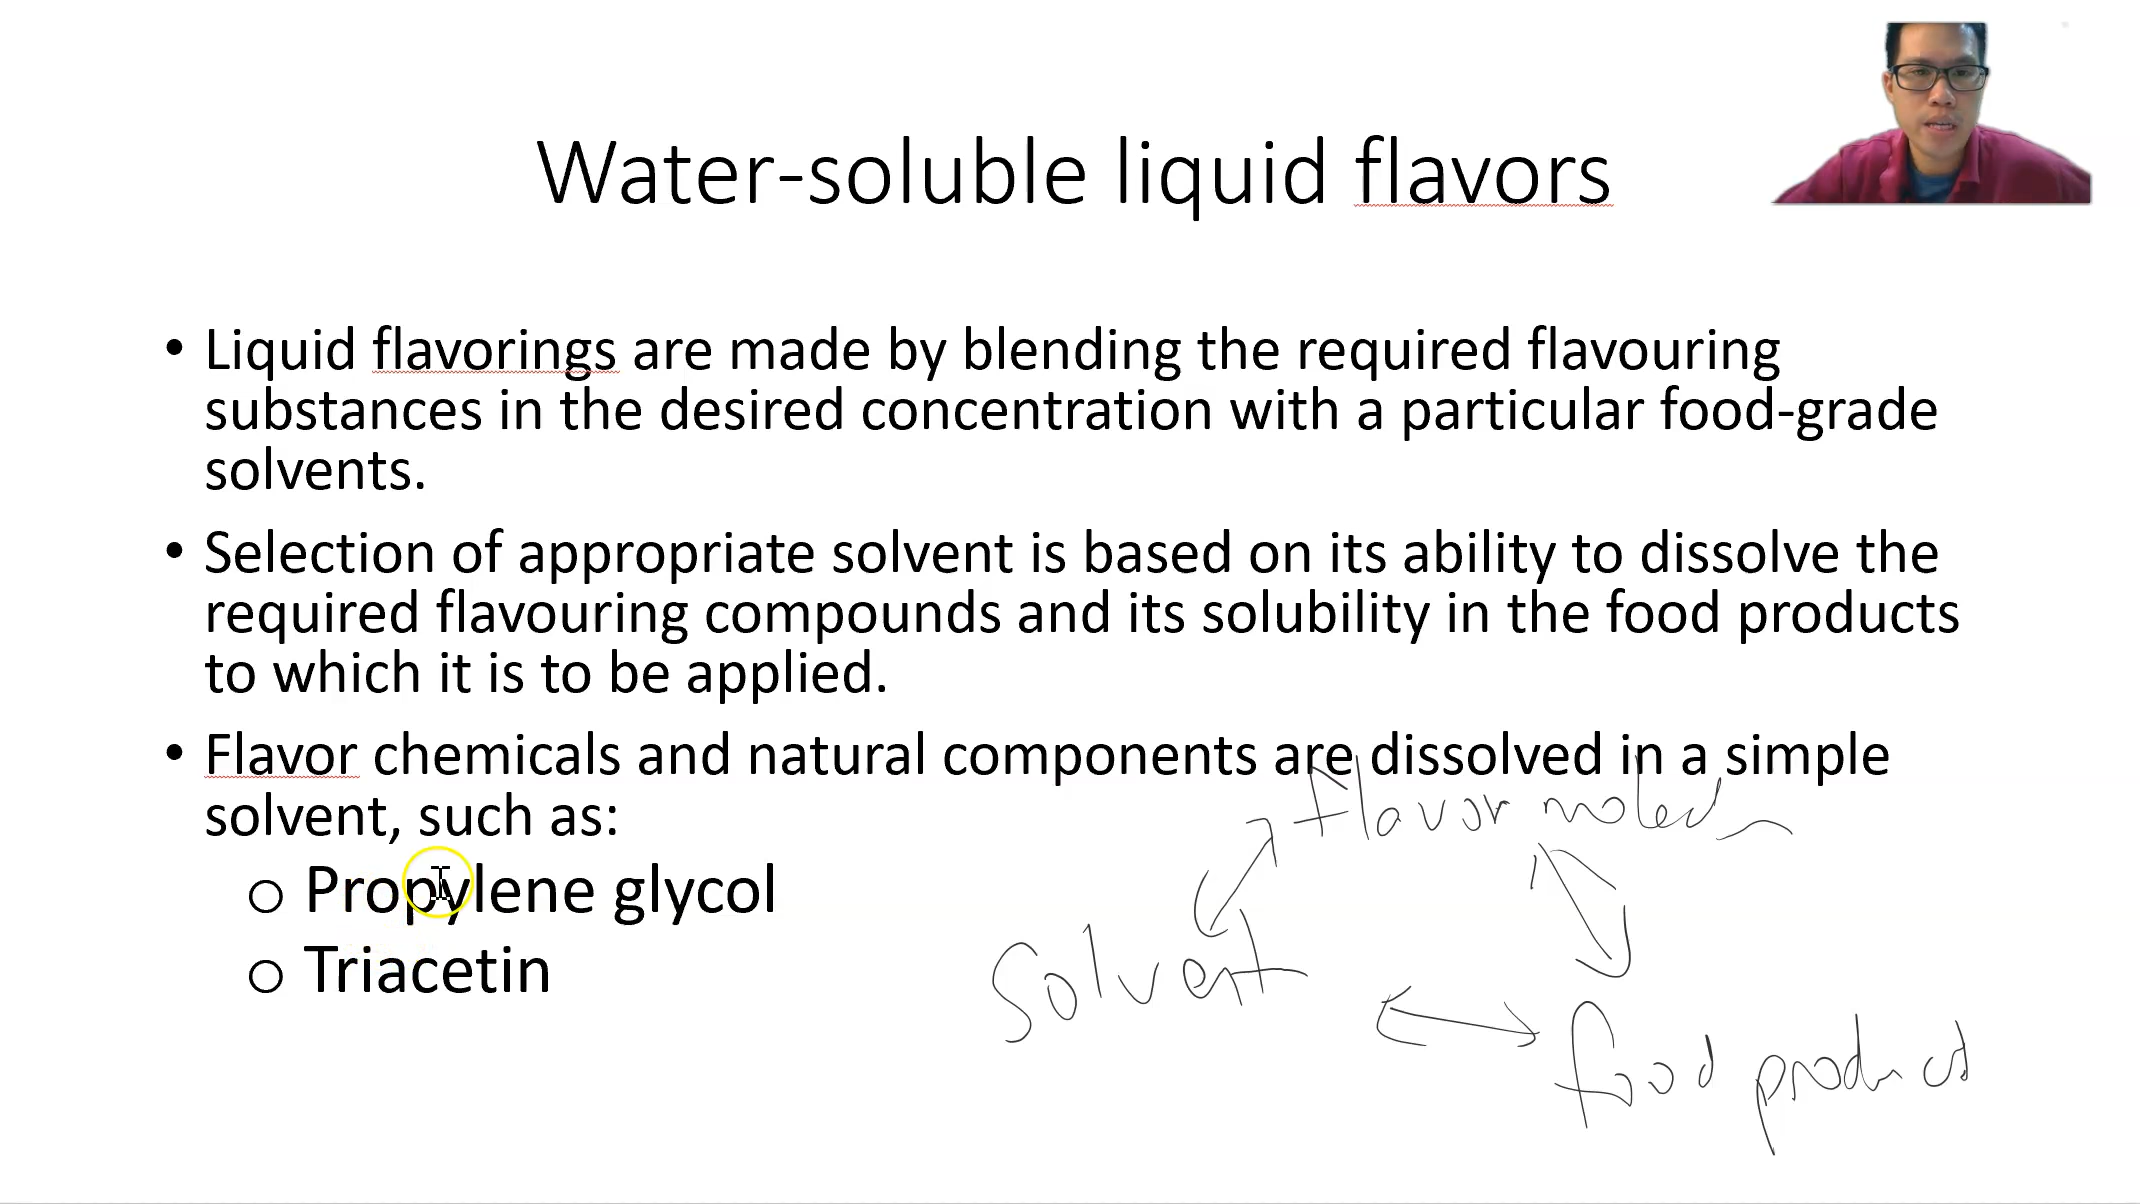 Water-soluble liquid flavors
• Liquid flavorings are made by blending the required flavouring
substances in the desired concentration with a particular food-grade
solvents.
• Selection of appropriate solvent is based on its ability to dissolve the
required flavouring compounds and its solubility in the food products
to which it is to be applied.
• Flavor chemicals and natural components are dissolved in a simple
solvent, such as:
o Propylene glycol
o Triacetin
flavor
solvent
food product